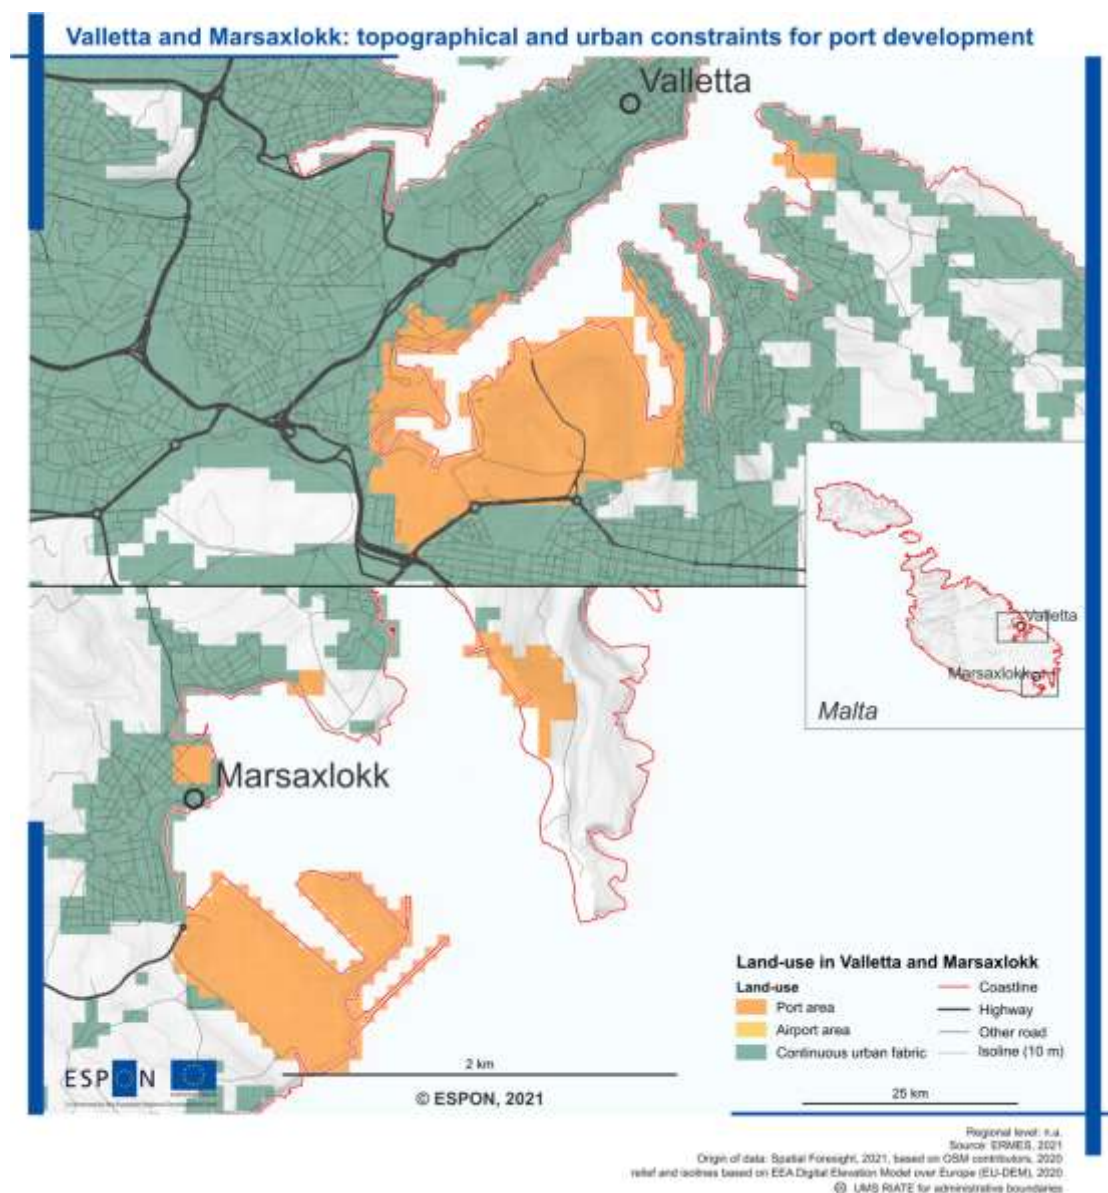 Valletta and Marsaxlokk: topographical and urban constraints for port development
Valletta
Valletta
Marsaxlokk
Malta
Marsaxlokk
Land-use in Valletta and Marsaxlokk
Land-use
Port area
Airport area
Continuous urban fabric
Coastline
Highway
Other road
Isoline (10 m)
ESPON
2 km
© ESPON, 2021
25 km
Regional level: n.a.
Source: ERMES, 2021
Origin of data: Spatial Foresight, 2021, based on OSM contributors, 2020
relief and isolines based on EEA Digital Elevation Model over Europe (EU-DEM), 2020
© UMS RIATE for administrative boundaries